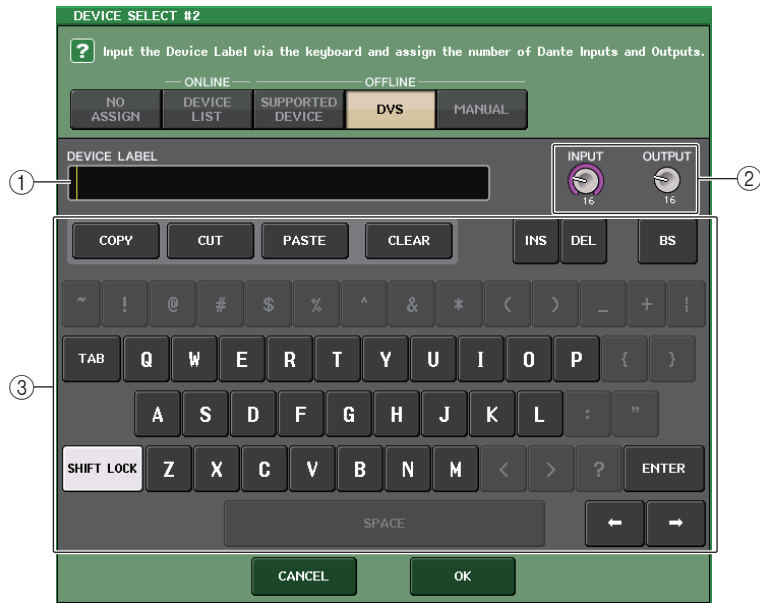 DEVICE SELECT #2
? Input the Device Label via the keyboard and assign the number of Dante Inputs and Outputs.
ONLINE OFFLINE
NO ASSIGN DEVICE LIST SUPPORTED DEVICE DVS MANUAL
DEVICE LABEL INPUT OUTPUT
1 2
16 16
COPY CUT PASTE CLEAR INS DEL BS
~ ! @ # $ % ^ & * ( ) _ + ¦
TAB Q W E R T Y U I O P { }
3
A S D F G H J K L : "
SHIFT LOCK Z X C V B N M < > ? ENTER
SPACE ← →
CANCEL OK